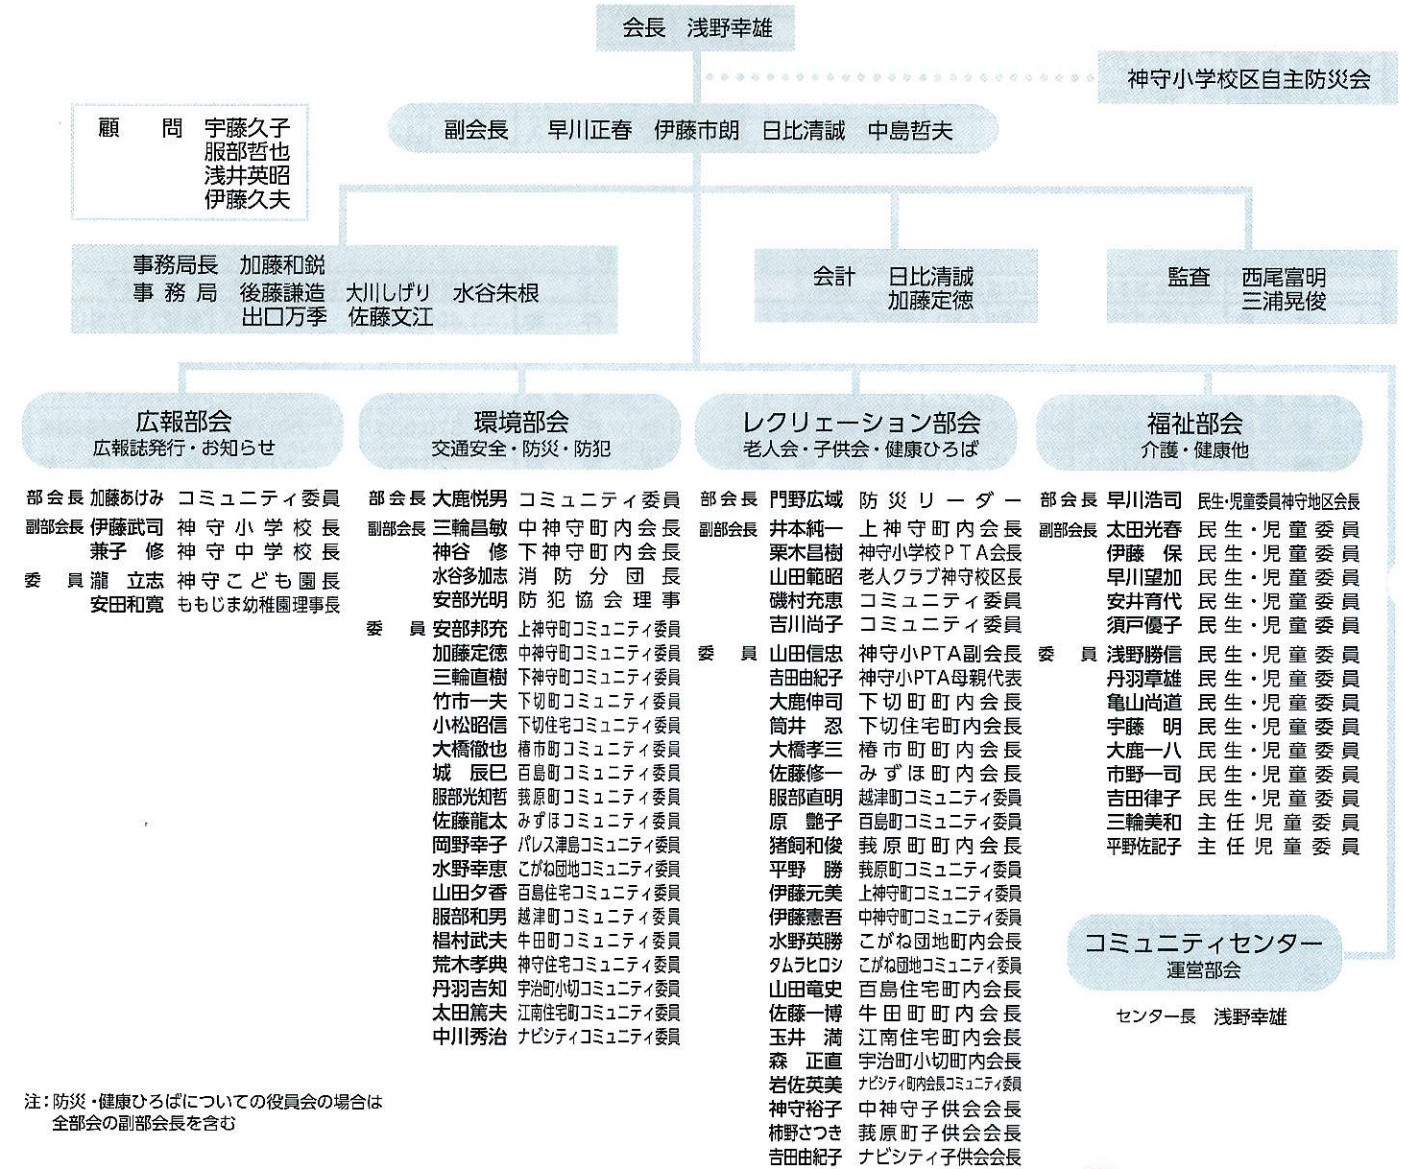 会長　浅野幸雄
神守小学校区自主防災会
顧　問　宇藤久子
服部哲也
浅井英昭
伊藤久夫
副会長　早川正春　伊藤市朗　日比清誠　中島哲夫
事務局長　加藤和鋭
事務局　後藤謙造　大川しげり　水谷朱根
出口万季　佐藤文江
会計　日比清誠
加藤定徳
監査　西尾富明
三浦晃俊
広報部会
広報誌発行・お知らせ
部会長 加藤あけみ コミュニティ委員
副部会長 伊藤武司 神守小学校長
兼子　修 神守中学校長
委　員 瀧　立志 神守こども園長
安田和寛 ももじま幼稚園理事長
環境部会
交通安全・防災・防犯
部会長 大鹿悦男 コミュニティ委員
副部会長 三輪昌敏 中神守町内会長
神谷　修 下神守町内会長
水谷多加志 消防分団長
安部光明 防犯協会理事
委　員 安部邦充 上神守町コミュニティ委員
加藤定徳 中神守町コミュニティ委員
三輪直樹 下神守町コミュニティ委員
竹市一夫 下切町コミュニティ委員
小松昭信 下切住宅コミュニティ委員
大橋徹也 椿市町コミュニティ委員
城　辰巳 百島町コミュニティ委員
服部光知哲 莪原町コミュニティ委員
佐藤龍太 みずほコミュニティ委員
岡野幸子 パレス津島コミュニティ委員
水野幸恵 こがね団地コミュニティ委員
山田夕香 百島住宅コミュニティ委員
服部和男 越津町コミュニティ委員
椙村武夫 牛田町コミュニティ委員
荒木孝典 神守住宅コミュニティ委員
丹羽吉知 宇治町小切コミュニティ委員
太田篤夫 江南住宅コミュニティ委員
中川秀治 ナビシティコミュニティ委員
レクリェーション部会
老人会・子供会・健康ひろば
部会長 門野広域 防災リーダー
副部会長 井本純一 上神守町内会長
栗木昌樹 神守小学校PTA会長
山田範昭 老人クラブ神守校区長
磯村充恵 コミュニティ委員
吉川尚子 コミュニティ委員
委　員 山田信忠 神守小PTA副会長
吉田由紀子 神守小PTA母親代表
大鹿伸司 下切町町内会長
筒井　忍 下切住宅町内会長
大橋孝三 椿市町町内会長
佐藤修一 みずほ町内会長
服部直明 越津町コミュニティ委員
原　艶子 百島町コミュニティ委員
猪飼和俊 莪原町町内会長
平野　勝 莪原町コミュニティ委員
伊藤元美 上神守町コミュニティ委員
伊藤憲吾 中神守町コミュニティ委員
水野英勝 こがね団地町内会長
タムラヒロシ こがね団地コミュニティ委員
山田竜史 百島住宅町内会長
佐藤一博 牛田町町内会長
玉井　満 江南住宅町内会長
森　正直 宇治町小切町内会長
岩佐英美 ナビシティ町内会長コミュニティ委員
神守裕子 中神守子供会会長
柿野さつき 莪原町子供会会長
吉田由紀子 ナビシティ子供会会長
福祉部会
介護・健康他
部会長 早川浩司 民生・児童委員神守地区会長
副部会長 太田光春 民生・児童委員
伊藤　保 民生・児童委員
早川望加 民生・児童委員
安井育代 民生・児童委員
須戸優子 民生・児童委員
委　員 浅野勝信 民生・児童委員
丹羽章雄 民生・児童委員
亀山尚道 民生・児童委員
宇藤　明 民生・児童委員
大鹿一八 民生・児童委員
市野一司 民生・児童委員
吉田律子 民生・児童委員
三輪美和 主任児童委員
平野佐記子 主任児童委員
コミュニティセンター
運営部会
センター長　浅野幸雄
注：防災・健康ひろばについての役員会の場合は
全部会の副部会長を含む